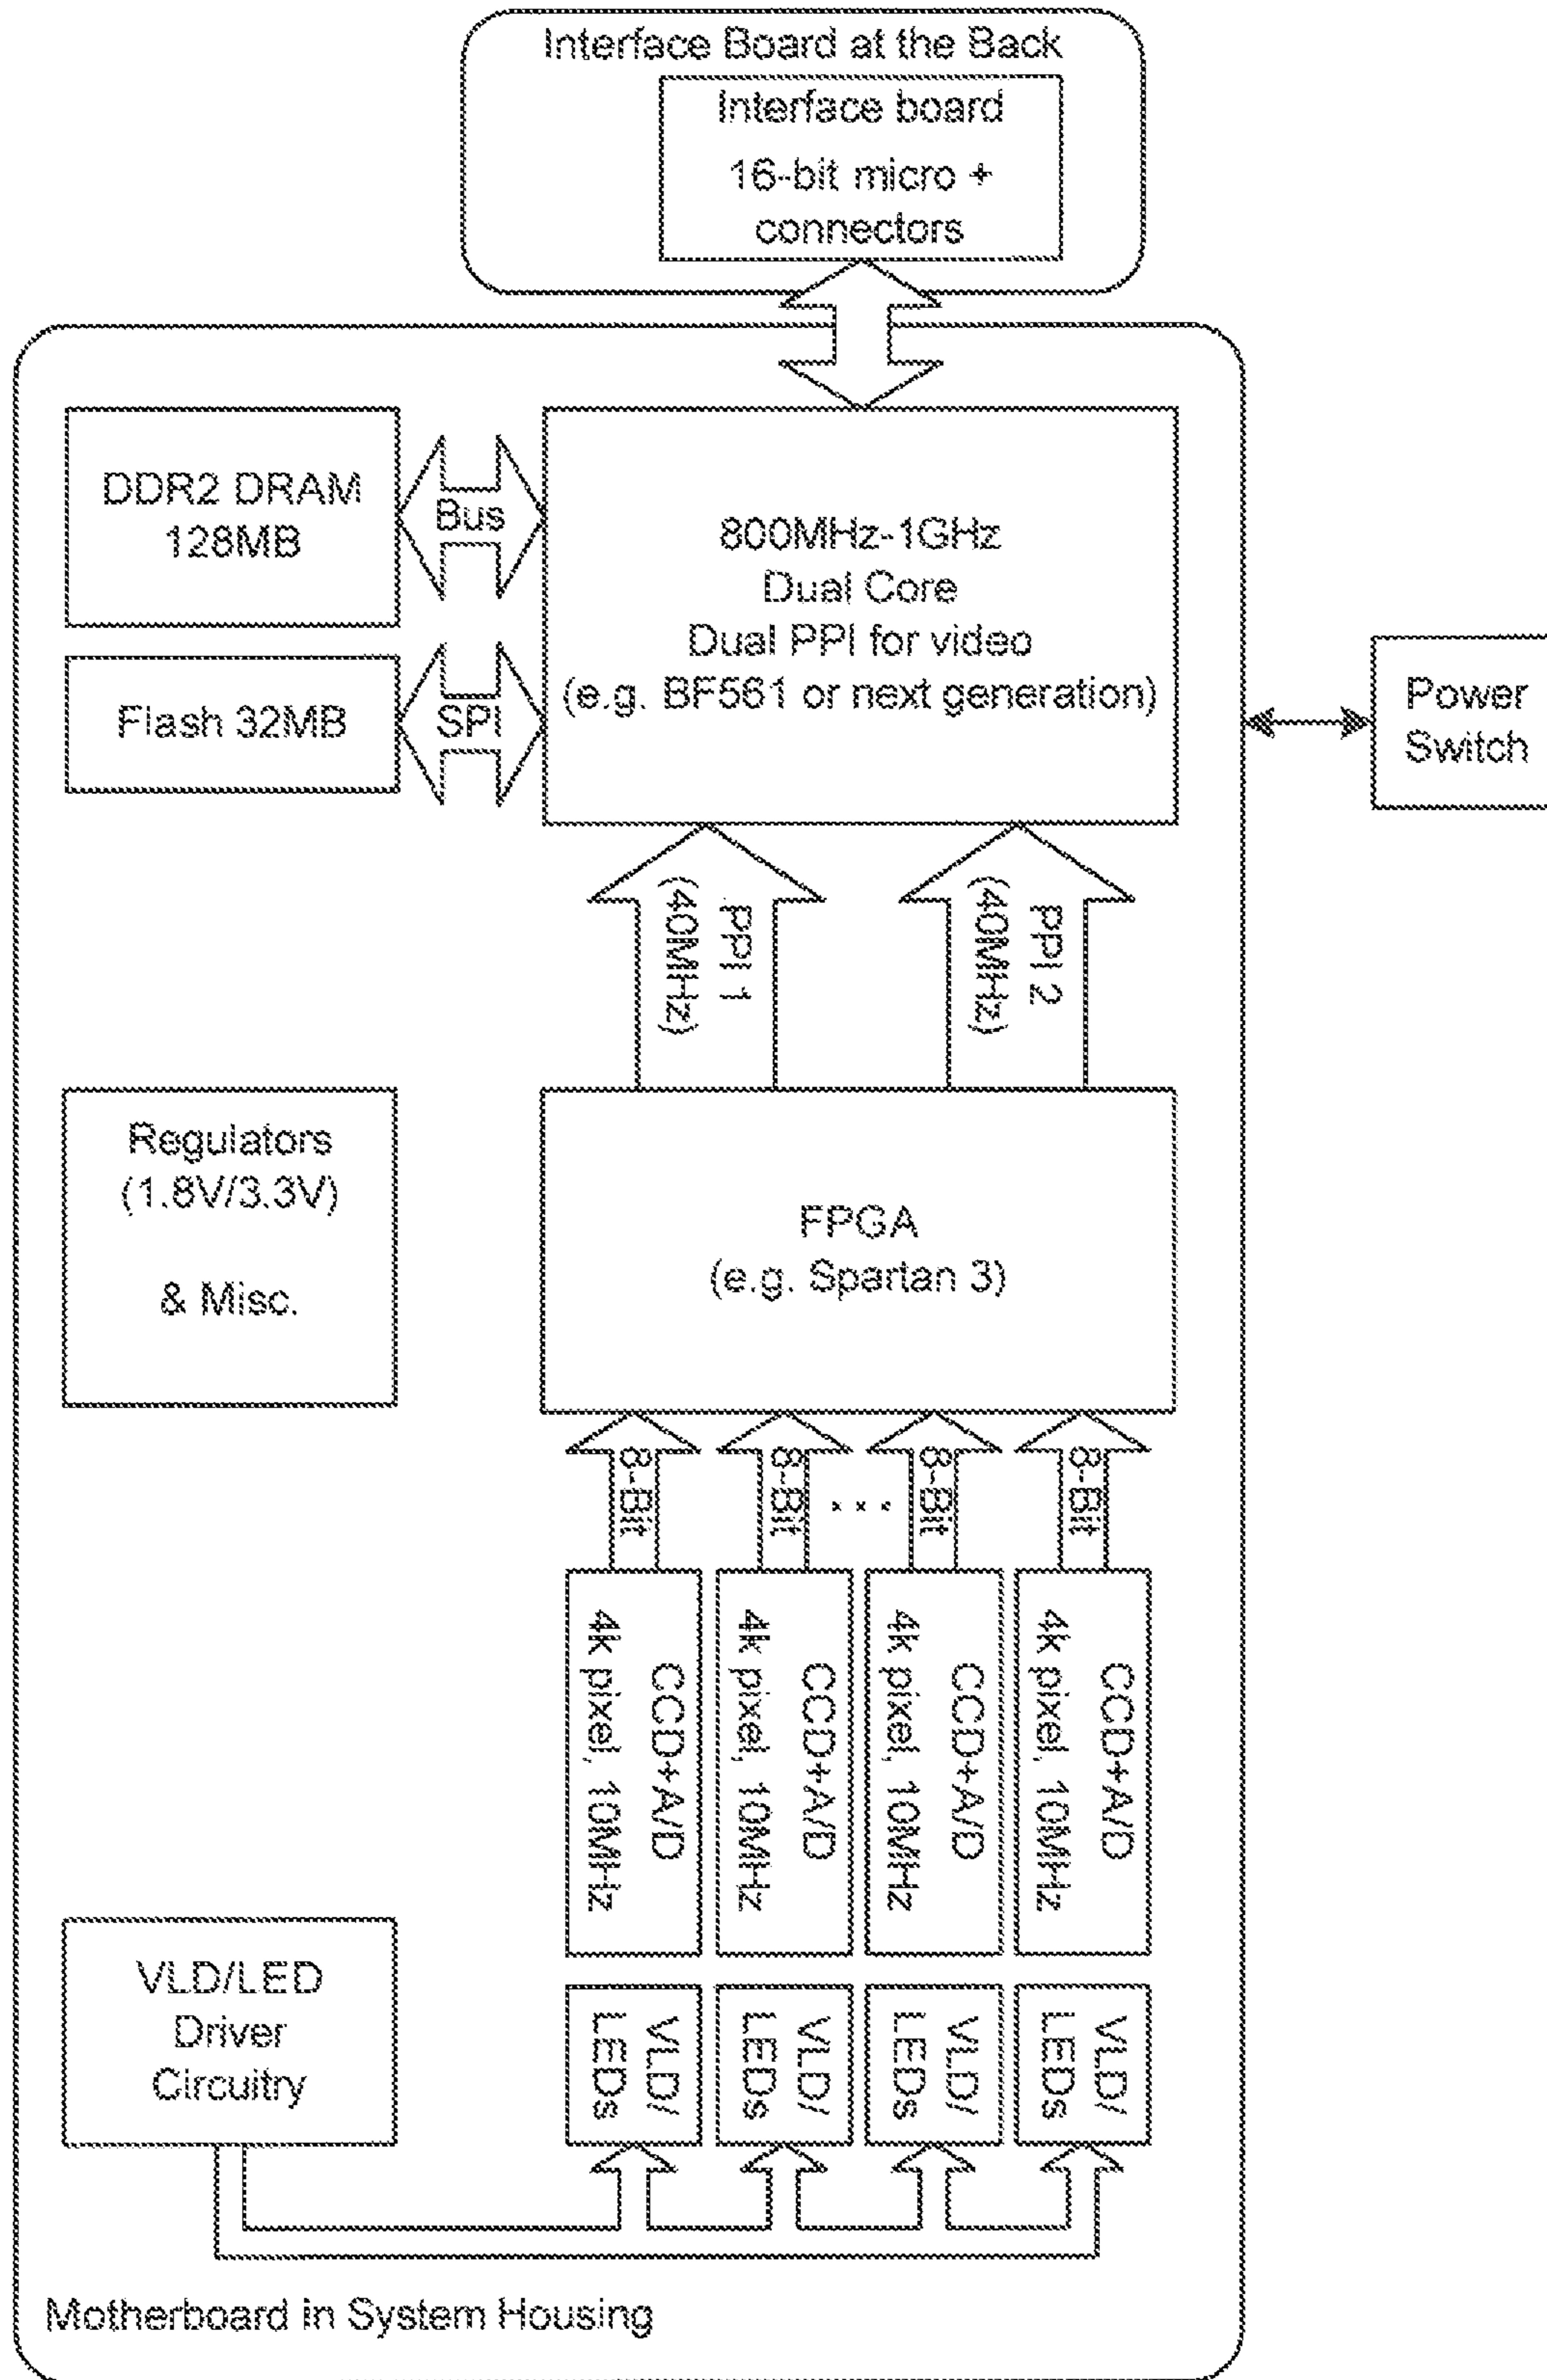 Interface Board at the Back
Interface board
16-bit micro +
connectors
DDR2 DRAM
128MB
Bus
800MHz-1GHz
Dual Core
Dual PPI for video
(e.g. BF561 or next generation)
Flash 32MB
SPI
Power
Switch
PPI 1
(40MHz)
PPI 2
(40MHz)
Regulators
(1.8V/3.3V)
& Misc.
FPGA
(e.g. Spartan 3)
8-Bit
8-Bit
...
8-Bit
8-Bit
CCD+A/D
4k pixel, 10MHz
CCD+A/D
4k pixel, 10MHz
CCD+A/D
4k pixel, 10MHz
CCD+A/D
4k pixel, 10MHz
VLD/LED
Driver
Circuitry
VLD/
LEDs
VLD/
LEDs
VLD/
LEDs
VLD/
LEDs
Motherboard in System Housing